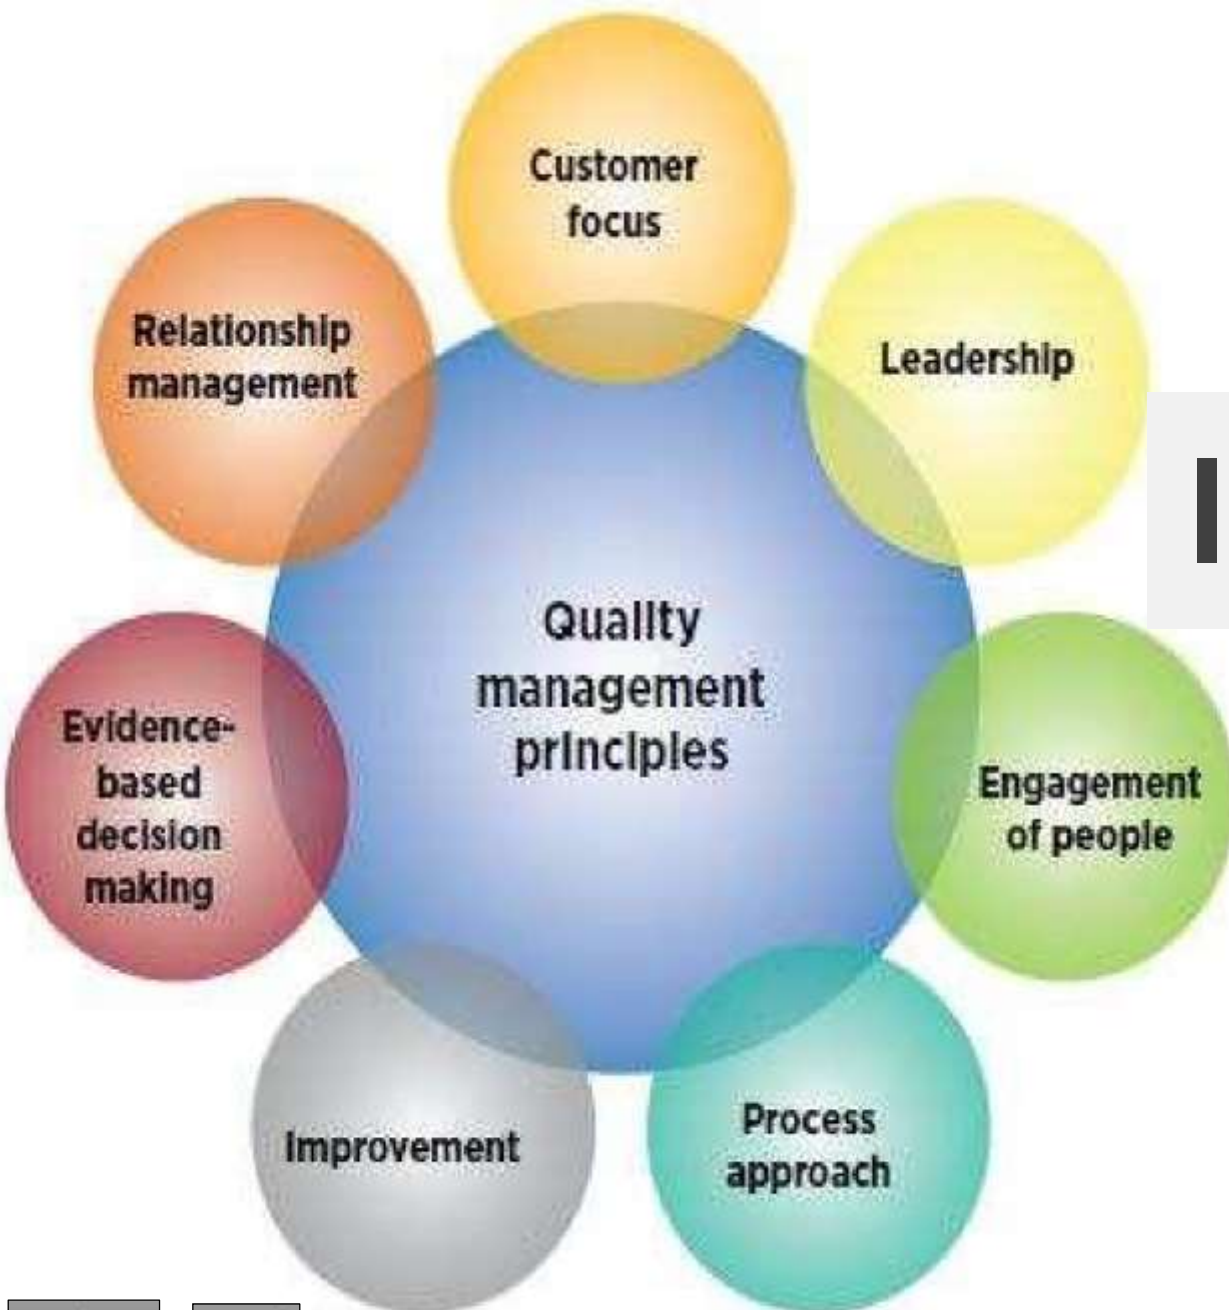 Customer
focus
Leadership
Engagement
of people
Process
approach
Improvement
Evidence-
based
decision
making
Relationship
management
Quality
management
principles